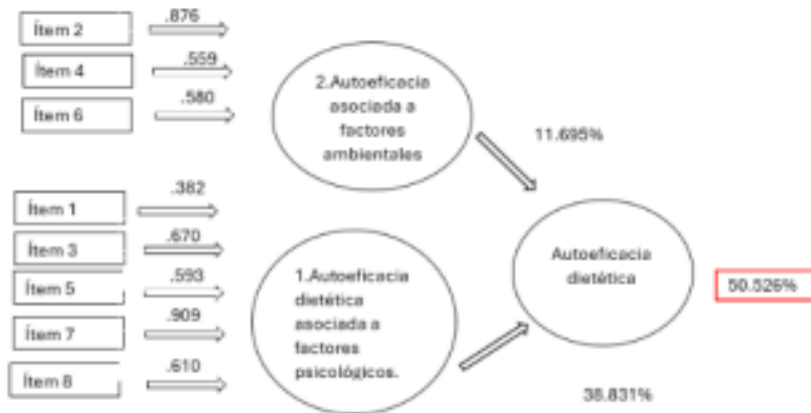 Ítem 2
.876
Ítem 4
.559
Ítem 6
.580
2.Autoeficacia
asociada a
factores
ambientales
11.695%
Ítem 1
.382
Ítem 3
.670
Ítem 5
.593
Ítem 7
.909
Ítem 8
.610
1.Autoeficacia
dietética
asociada a
factores
psicológicos.
38.831%
Autoeficacia
dietética
50.526%